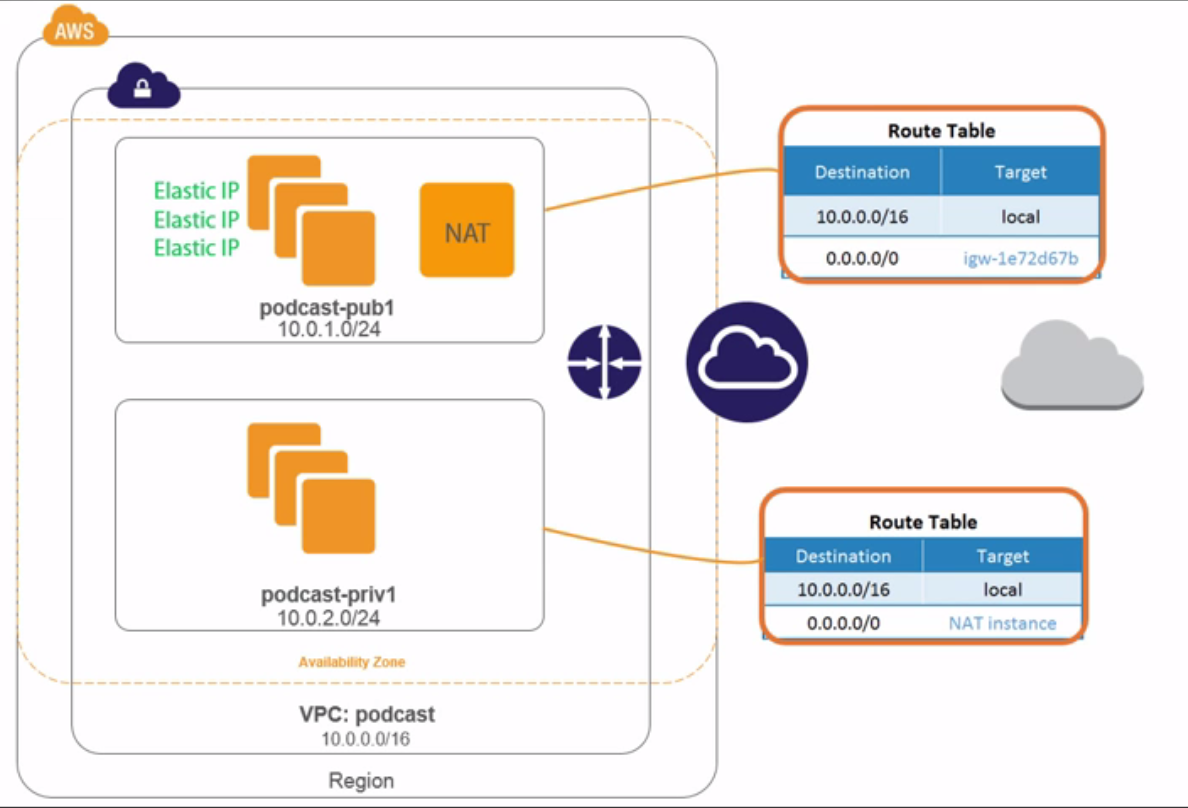 AWS
Elastic IP
Elastic IP
Elastic IP
NAT
podcast-pub1
10.0.1.0/24
Route Table
Destination Target
10.0.0.0/16 local
0.0.0.0/0 igw-1e72d67b
podcast-priv1
10.0.2.0/24
Route Table
Destination Target
10.0.0.0/16 local
0.0.0.0/0 NAT instance
Availability Zone
VPC: podcast
10.0.0.0/16
Region